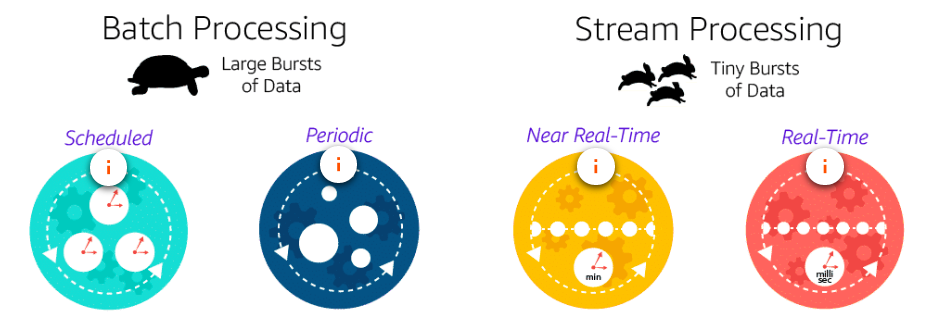 Batch Processing
Large Bursts
of Data
Scheduled
i
Periodic
i
Stream Processing
Tiny Bursts
of Data
Near Real-Time
i
min
Real-Time
i
milli
sec